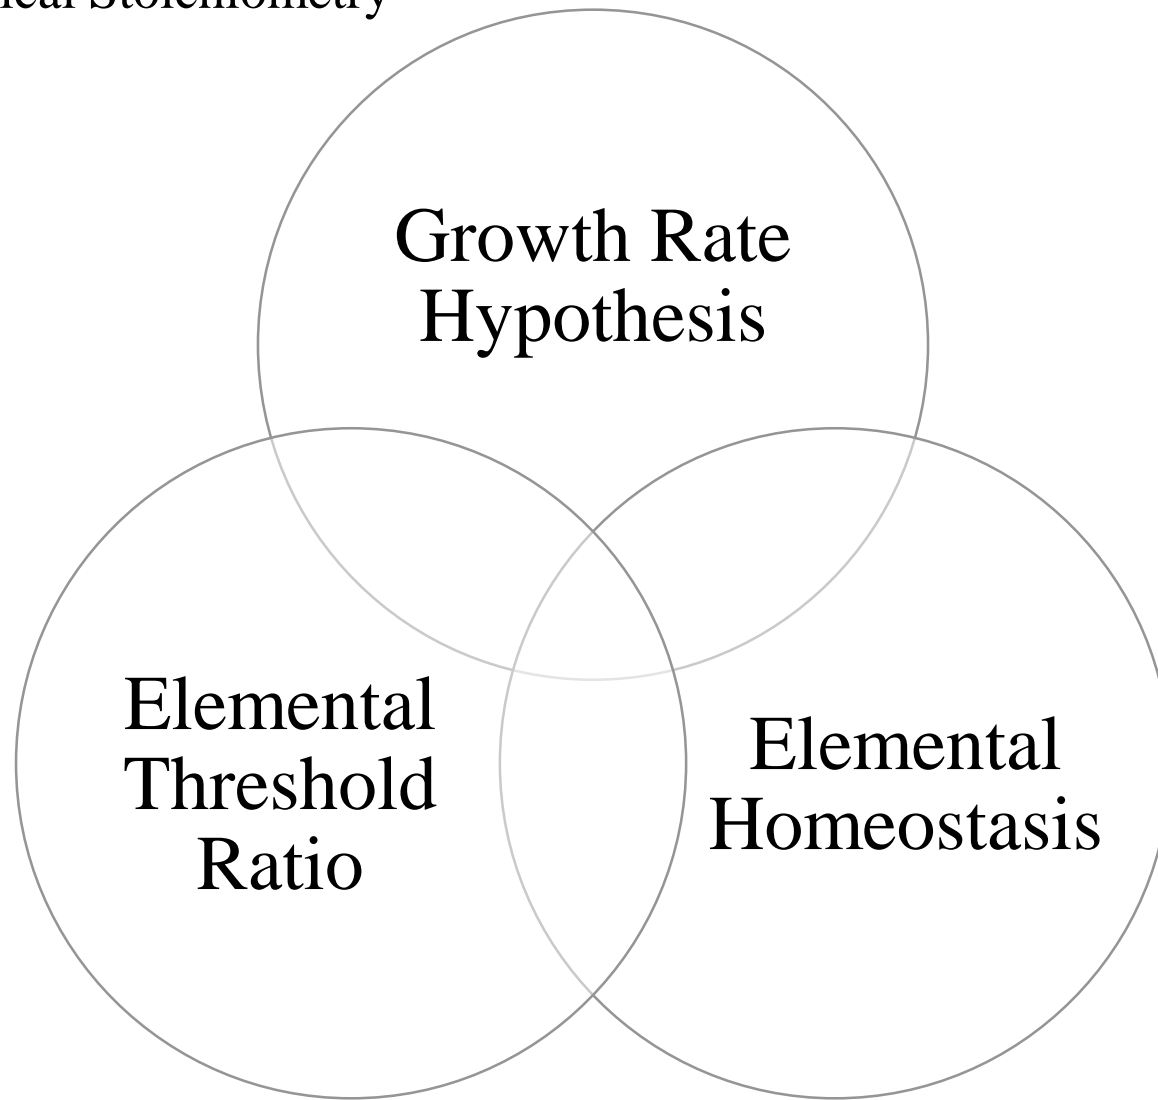 Growth Rate
Hypothesis
Elemental
Threshold
Ratio
Elemental
Homeostasis